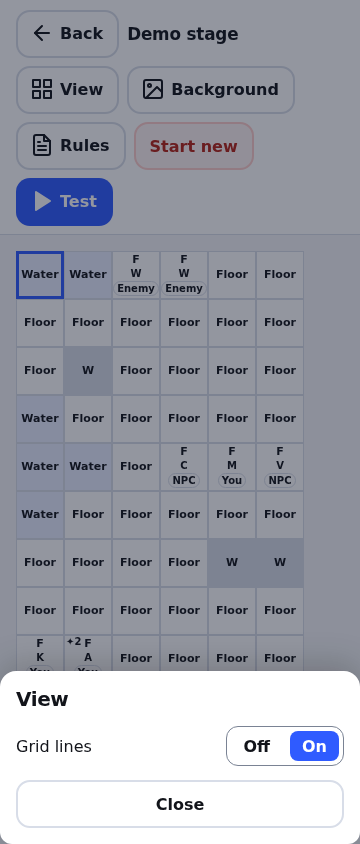 Back Demo stage
View Background
Rules Start new
Test
Water Water F W Enemy F W Enemy Floor Floor
Floor Floor Floor Floor Floor Floor
Floor W Floor Floor Floor Floor
Water Floor Floor Floor Floor Floor
Water Water Floor F C NPC F M You F V NPC
Water Floor Floor Floor Floor Floor
Floor Floor Floor Floor W W
Floor Floor Floor Floor Floor Floor
F K You ✦2 F A You Floor Floor Floor Floor
View
Grid lines Off On
Close